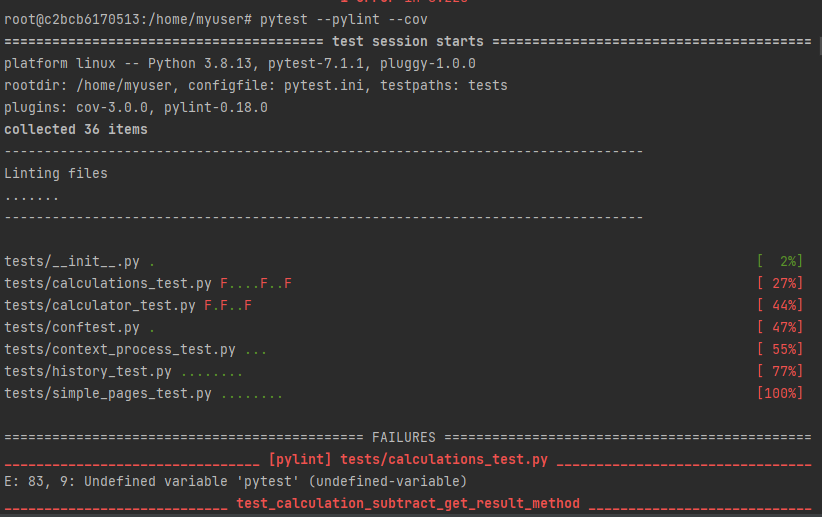 root@c2bcb6170513:/home/myuser# pytest --pylint --cov
======================================== test session starts ========================================
platform linux -- Python 3.8.13, pytest-7.1.1, pluggy-1.0.0
rootdir: /home/myuser, configfile: pytest.ini, testpaths: tests
plugins: cov-3.0.0, pylint-0.18.0
collected 36 items
--------------------------------------------------------------------------------
Linting files
.......
--------------------------------------------------------------------------------
tests/__init__.py . [  2%]
tests/calculations_test.py F....F..F [ 27%]
tests/calculator_test.py F.F..F [ 44%]
tests/conftest.py . [ 47%]
tests/context_process_test.py ... [ 55%]
tests/history_test.py ........ [ 77%]
tests/simple_pages_test.py ........ [100%]
============================================= FAILURES ==============================================
________________________________ [pylint] tests/calculations_test.py ________________________________
E: 83, 9: Undefined variable 'pytest' (undefined-variable)
____________________________ test_calculation_subtract_get_result_method ____________________________